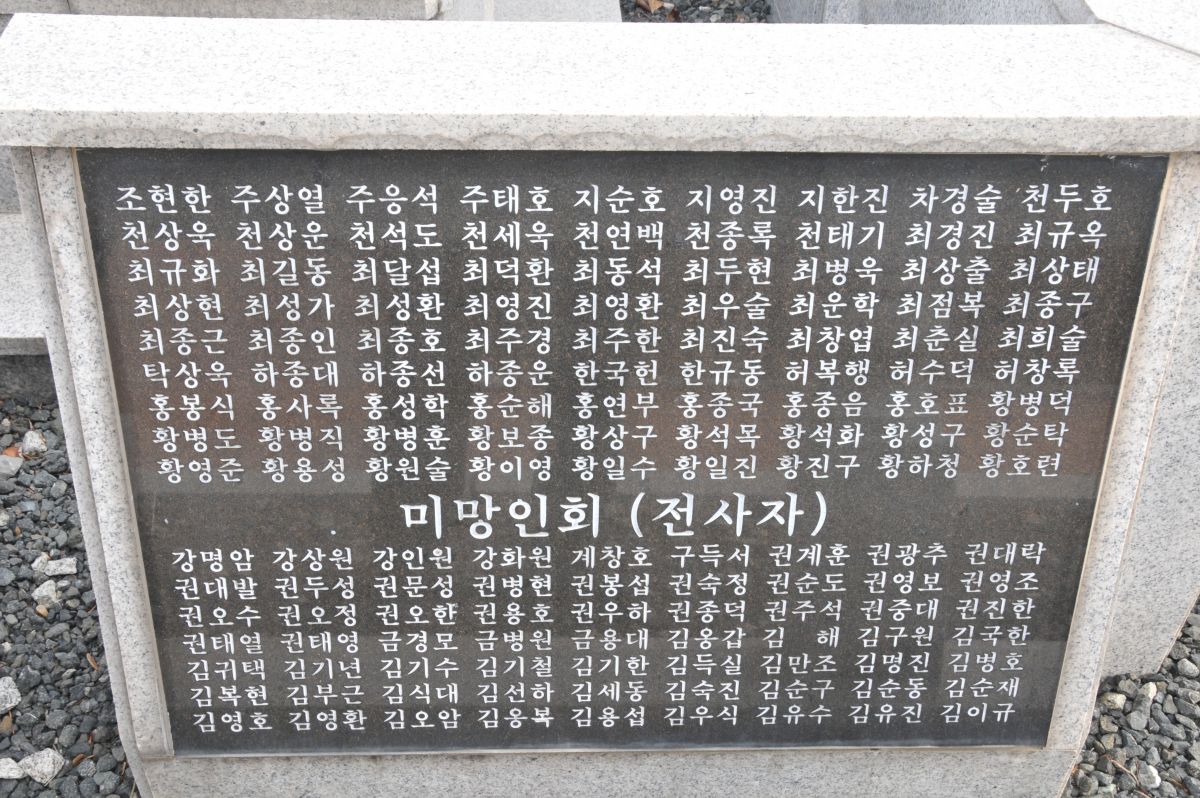 조현한 주상열 주응석 주태호 지순호 지영진 지한진 차경술 천두호
천상욱 천상운 천석도 천세욱 천연백 천종록 천태기 최경진 최규옥
최규화 최길동 최달섭 최덕환 최동석 최두현 최병욱 최상출 최상태
최상현 최성가 최성환 최영진 최영환 최우술 최운학 최점복 최종구
최종근 최종인 최종호 최주경 최주한 최진숙 최창엽 최춘실 최희술
탁상욱 하종대 하종선 하종운 한국헌 한규동 허복행 허수덕 허창록
홍봉식 홍사록 홍성학 홍순해 홍연부 홍종국 홍종음 홍호표 황병덕
황병도 황병직 황병훈 황보종 황상구 황석목 황석화 황성구 황순탁
황영준 황용성 황원술 황이영 황일수 황일진 황진구 황하청 황호련
미망인회 (전사자)
강명암 강상원 강인원 강화원 계창호 구득서 권계훈 권광추 권대락
권대발 권두성 권문성 권병현 권봉섭 권숙정 권순도 권영보 권영조
권오수 권오정 권오햔 권용호 권우하 권종덕 권주석 권중대 권진한
권태열 권태영 금경모 금병원 금용대 김옹갑 김 해 김구원 김국한
김귀택 김기년 김기수 김기철 김기한 김득실 김만조 김명진 김병호
김복현 김부근 김식대 김선하 김세동 김숙진 김순구 김순동 김순재
김영호 김영환 김오암 김옹복 김용섭 김우식 김유수 김유진 김이규